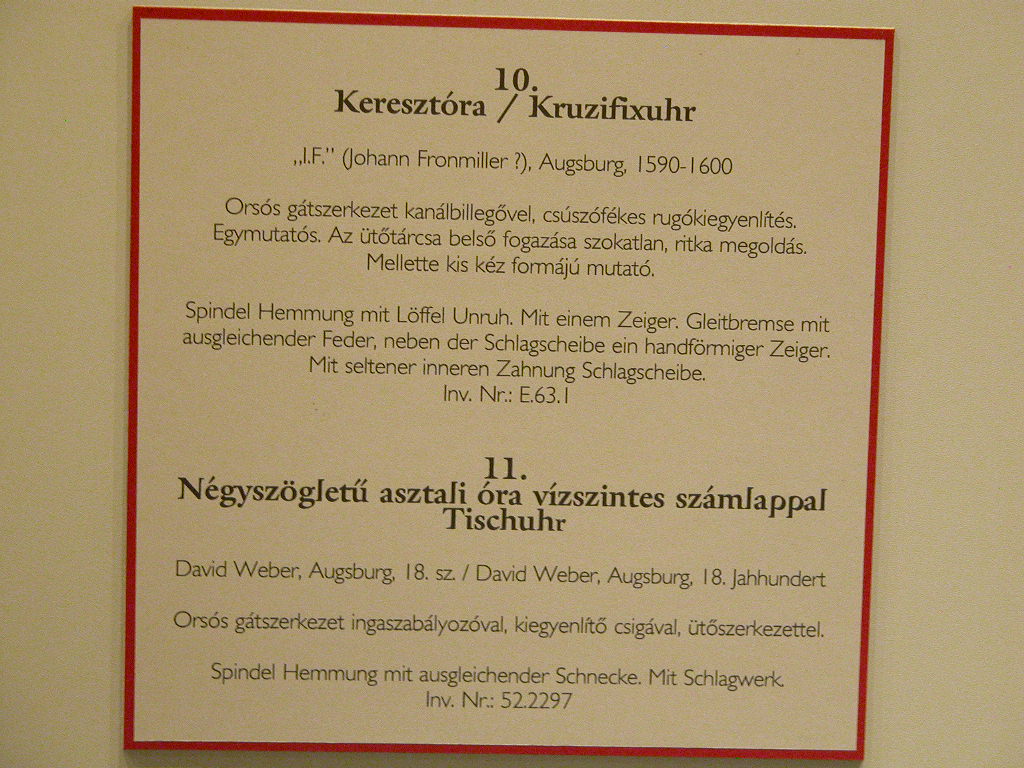 10.
Keresztóra / Kruzifixuhr
„I.F.” (Johann Fronmiller ?), Augsburg, 1590-1600
Orsós gátszerkezet kanálbillegővel, csúszófékes rugókiegyenlítés.
Egymutatós. Az ütőtárcsa belső fogazása szokatlan, ritka megoldás.
Mellette kis kéz formájú mutató.
Spindel Hemmung mit Löffel Unruh. Mit einem Zeiger. Gleitbremse mit
ausgleichender Feder, neben der Schlagscheibe ein handförmiger Zeiger.
Mit seltener inneren Zahnung Schlagscheibe.
Inv. Nr.: E.63.1
11.
Négyszögletű asztali óra vízszintes számlappal
Tischuhr
David Weber, Augsburg, 18. sz. / David Weber, Augsburg, 18. Jahhundert
Orsós gátszerkezet ingaszabályozóval, kiegyenlítő csigával, ütőszerkezettel.
Spindel Hemmung mit ausgleichender Schnecke. Mit Schlagwerk.
Inv. Nr.: 52.2297